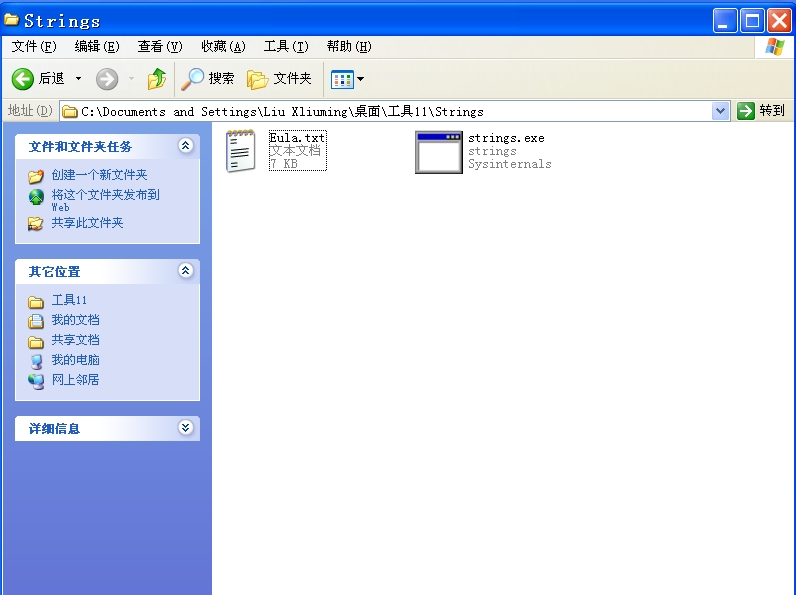 Strings
文件(F) 编辑(E) 查看(V) 收藏(A) 工具(T) 帮助(H)
后退 搜索 文件夹
地址(D) C:\Documents and Settings\Liu Xliuming\桌面\工具11\Strings 转到
文件和文件夹任务
创建一个新文件夹
将这个文件夹发布到
Web
共享此文件夹
其它位置
工具11
我的文档
共享文档
我的电脑
网上邻居
详细信息
Eula.txt
文本文档
7 KB
strings.exe
strings
Sysinternals